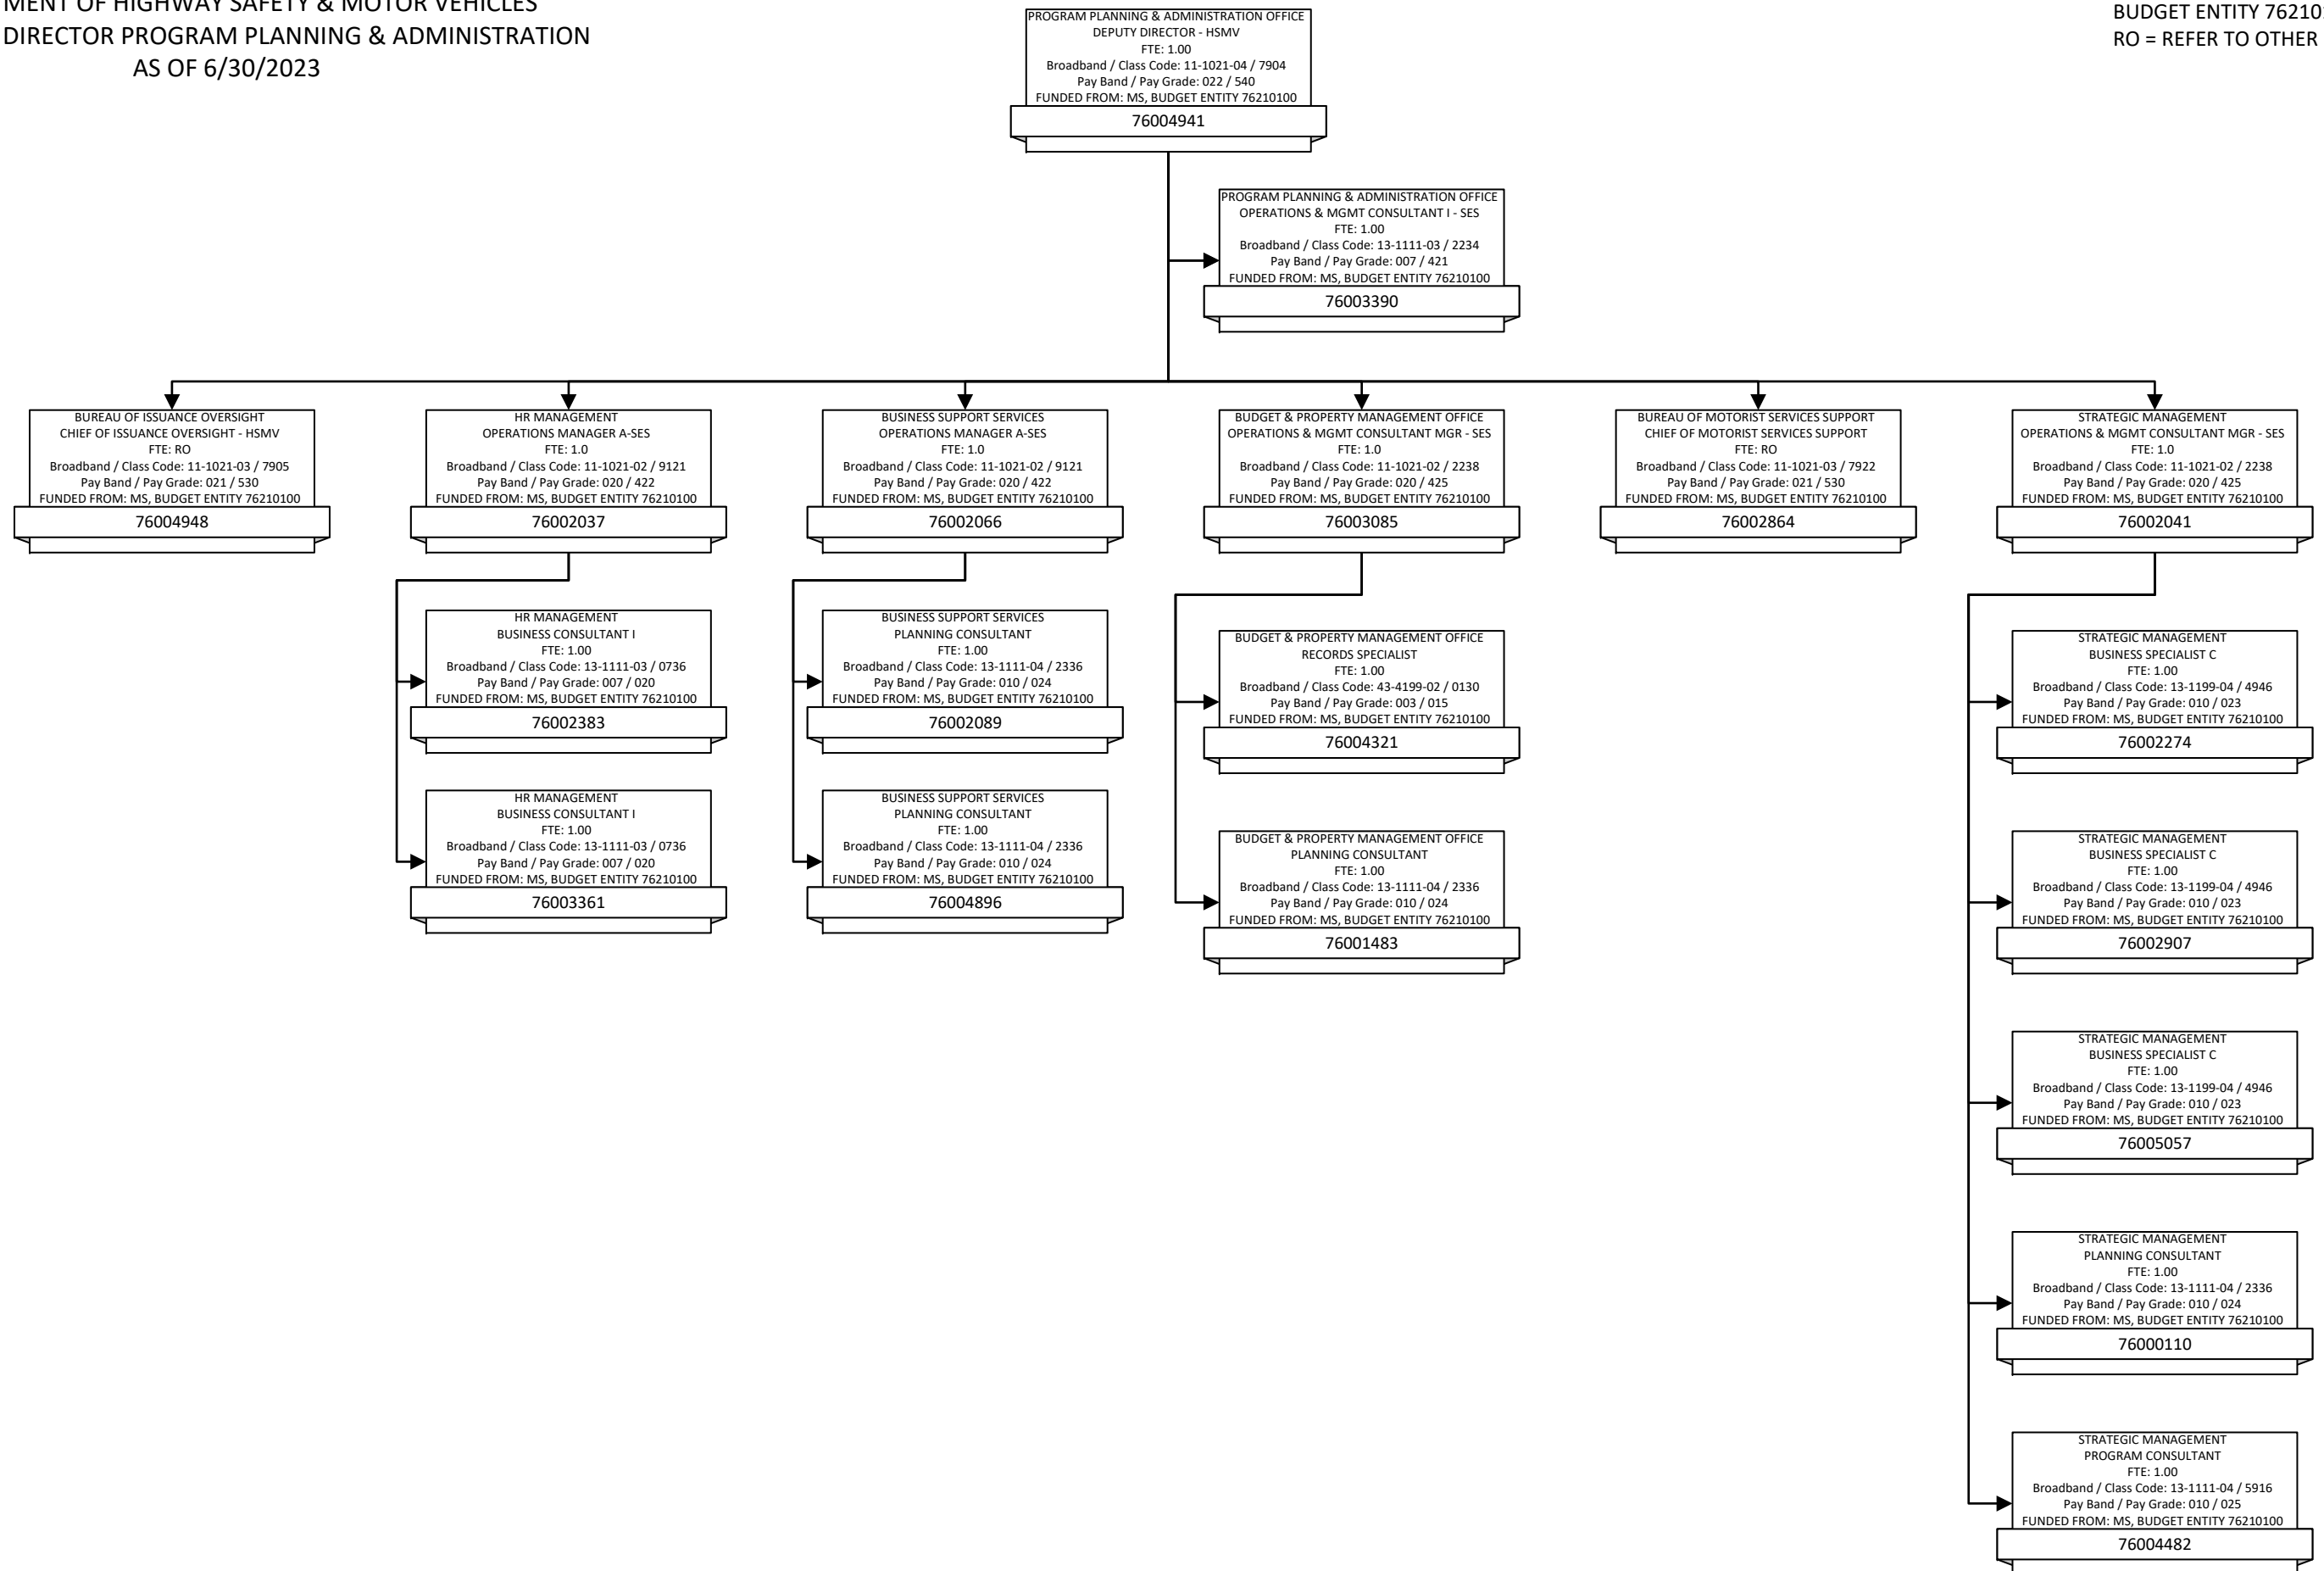 MENT OF HIGHWAY SAFETY & MOTOR VEHICLES
DIRECTOR PROGRAM PLANNING & ADMINISTRATION
AS OF 6/30/2023
BUDGET ENTITY 76210
RO = REFER TO OTHER
PROGRAM PLANNING & ADMINISTRATION OFFICE
DEPUTY DIRECTOR - HSMV
FTE: 1.00
Broadband / Class Code: 11-1021-04 / 7904
Pay Band / Pay Grade: 022 / 540
FUNDED FROM: MS, BUDGET ENTITY 76210100
76004941
PROGRAM PLANNING & ADMINISTRATION OFFICE
OPERATIONS & MGMT CONSULTANT I - SES
FTE: 1.00
Broadband / Class Code: 13-1111-03 / 2234
Pay Band / Pay Grade: 007 / 421
FUNDED FROM: MS, BUDGET ENTITY 76210100
76003390
BUREAU OF ISSUANCE OVERSIGHT
CHIEF OF ISSUANCE OVERSIGHT - HSMV
FTE: RO
Broadband / Class Code: 11-1021-03 / 7905
Pay Band / Pay Grade: 021 / 530
FUNDED FROM: MS, BUDGET ENTITY 76210100
76004948
HR MANAGEMENT
OPERATIONS MANAGER A-SES
FTE: 1.0
Broadband / Class Code: 11-1021-02 / 9121
Pay Band / Pay Grade: 020 / 422
FUNDED FROM: MS, BUDGET ENTITY 76210100
76002037
BUSINESS SUPPORT SERVICES
OPERATIONS MANAGER A-SES
FTE: 1.0
Broadband / Class Code: 11-1021-02 / 9121
Pay Band / Pay Grade: 020 / 422
FUNDED FROM: MS, BUDGET ENTITY 76210100
76002066
BUDGET & PROPERTY MANAGEMENT OFFICE
OPERATIONS & MGMT CONSULTANT MGR - SES
FTE: 1.0
Broadband / Class Code: 11-1021-02 / 2238
Pay Band / Pay Grade: 020 / 425
FUNDED FROM: MS, BUDGET ENTITY 76210100
76003085
BUREAU OF MOTORIST SERVICES SUPPORT
CHIEF OF MOTORIST SERVICES SUPPORT
FTE: RO
Broadband / Class Code: 11-1021-03 / 7922
Pay Band / Pay Grade: 021 / 530
FUNDED FROM: MS, BUDGET ENTITY 76210100
76002864
STRATEGIC MANAGEMENT
OPERATIONS & MGMT CONSULTANT MGR - SES
FTE: 1.0
Broadband / Class Code: 11-1021-02 / 2238
Pay Band / Pay Grade: 020 / 425
FUNDED FROM: MS, BUDGET ENTITY 76210100
76002041
HR MANAGEMENT
BUSINESS CONSULTANT I
FTE: 1.00
Broadband / Class Code: 13-1111-03 / 0736
Pay Band / Pay Grade: 007 / 020
FUNDED FROM: MS, BUDGET ENTITY 76210100
76002383
HR MANAGEMENT
BUSINESS CONSULTANT I
FTE: 1.00
Broadband / Class Code: 13-1111-03 / 0736
Pay Band / Pay Grade: 007 / 020
FUNDED FROM: MS, BUDGET ENTITY 76210100
76003361
BUSINESS SUPPORT SERVICES
PLANNING CONSULTANT
FTE: 1.00
Broadband / Class Code: 13-1111-04 / 2336
Pay Band / Pay Grade: 010 / 024
FUNDED FROM: MS, BUDGET ENTITY 76210100
76002089
BUSINESS SUPPORT SERVICES
PLANNING CONSULTANT
FTE: 1.00
Broadband / Class Code: 13-1111-04 / 2336
Pay Band / Pay Grade: 010 / 024
FUNDED FROM: MS, BUDGET ENTITY 76210100
76004896
BUDGET & PROPERTY MANAGEMENT OFFICE
RECORDS SPECIALIST
FTE: 1.00
Broadband / Class Code: 43-4199-02 / 0130
Pay Band / Pay Grade: 003 / 015
FUNDED FROM: MS, BUDGET ENTITY 76210100
76004321
BUDGET & PROPERTY MANAGEMENT OFFICE
PLANNING CONSULTANT
FTE: 1.00
Broadband / Class Code: 13-1111-04 / 2336
Pay Band / Pay Grade: 010 / 024
FUNDED FROM: MS, BUDGET ENTITY 76210100
76001483
STRATEGIC MANAGEMENT
BUSINESS SPECIALIST C
FTE: 1.00
Broadband / Class Code: 13-1199-04 / 4946
Pay Band / Pay Grade: 010 / 023
FUNDED FROM: MS, BUDGET ENTITY 76210100
76002274
STRATEGIC MANAGEMENT
BUSINESS SPECIALIST C
FTE: 1.00
Broadband / Class Code: 13-1199-04 / 4946
Pay Band / Pay Grade: 010 / 023
FUNDED FROM: MS, BUDGET ENTITY 76210100
76002907
STRATEGIC MANAGEMENT
BUSINESS SPECIALIST C
FTE: 1.00
Broadband / Class Code: 13-1199-04 / 4946
Pay Band / Pay Grade: 010 / 023
FUNDED FROM: MS, BUDGET ENTITY 76210100
76005057
STRATEGIC MANAGEMENT
PLANNING CONSULTANT
FTE: 1.00
Broadband / Class Code: 13-1111-04 / 2336
Pay Band / Pay Grade: 010 / 024
FUNDED FROM: MS, BUDGET ENTITY 76210100
76000110
STRATEGIC MANAGEMENT
PROGRAM CONSULTANT
FTE: 1.00
Broadband / Class Code: 13-1111-04 / 5916
Pay Band / Pay Grade: 010 / 025
FUNDED FROM: MS, BUDGET ENTITY 76210100
76004482